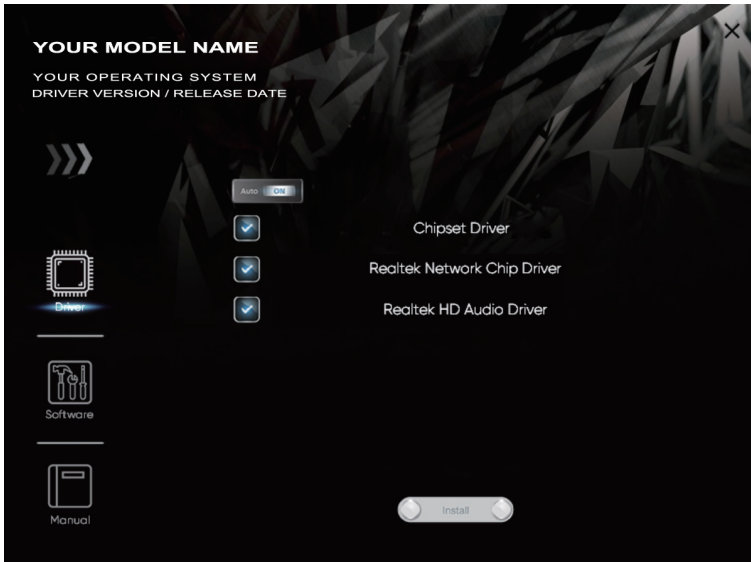 YOUR MODEL NAME
YOUR OPERATING SYSTEM
DRIVER VERSION / RELEASE DATE
Auto ON
Chipset Driver
Realtek Network Chip Driver
Realtek HD Audio Driver
Driver
Software
Manual
Install